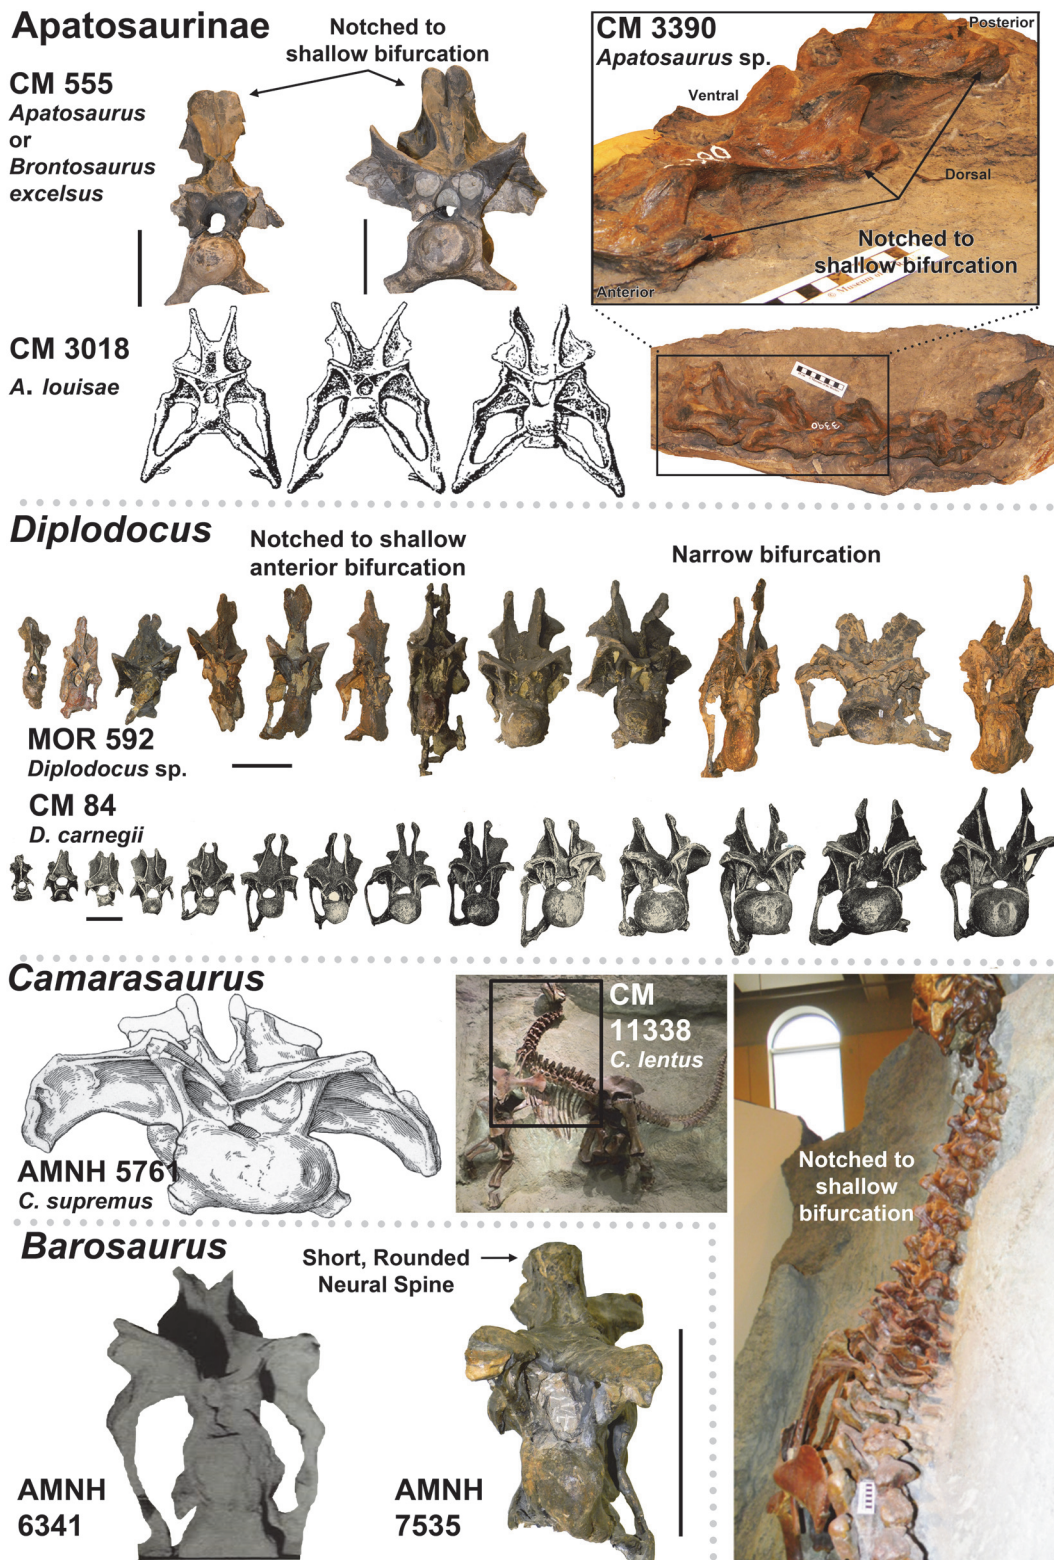 Apatosaurinae
CM 555
Apatosaurus
or
Brontosaurus
excelsus
Notched to
shallow bifurcation
CM 3390
Apatosaurus sp.
Posterior
Ventral
Dorsal
Notched to
shallow bifurcation
Anterior
CM 3018
A. louisae
3390
Diplodocus
Notched to shallow
anterior bifurcation
Narrow bifurcation
MOR 592
Diplodocus sp.
CM 84
D. carnegii
Camarasaurus
AMNH 5761
C. supremus
CM
11338
C. lentus
Notched to
shallow
bifurcation
Barosaurus
Short, Rounded
Neural Spine
AMNH
6341
AMNH
7535